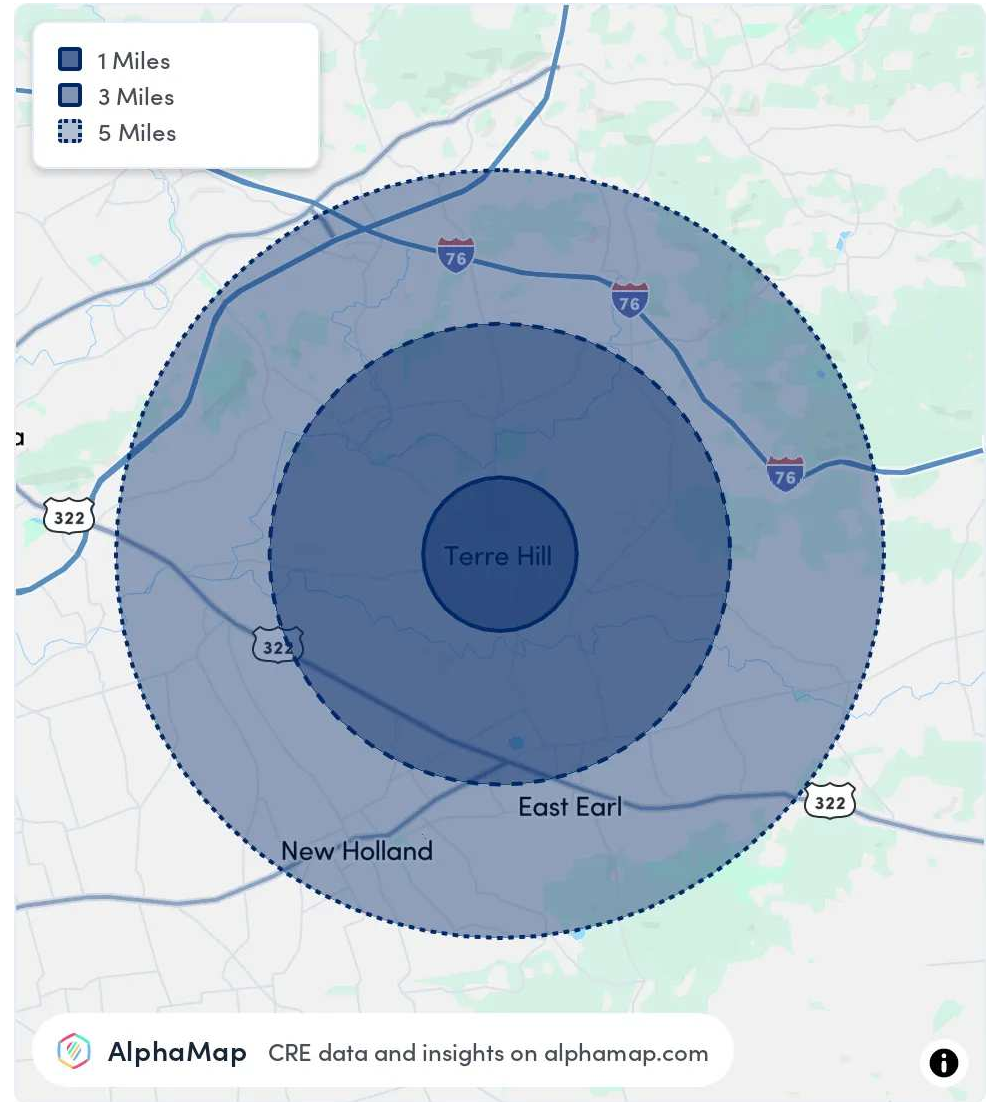 1 Miles
3 Miles
5 Miles
76
76
a
76
322
Terre Hill
322
322
East Earl
New Holland
AlphaMap CRE data and insights on alphamap.com